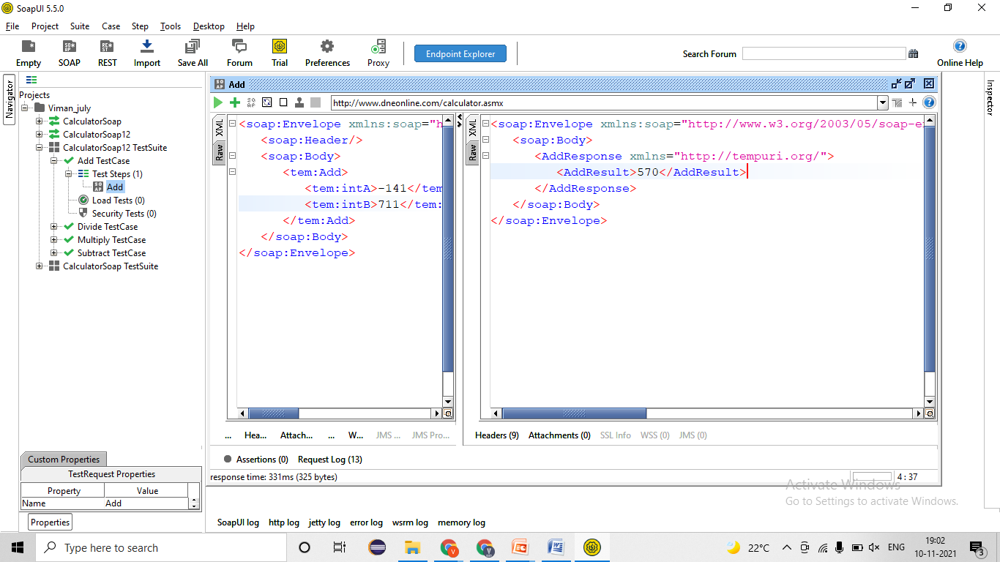 SoapUI 5.5.0
File Project Suite Case Step Tools Desktop Help
Empty SOAP REST Import Save All Forum Trial Preferences Proxy Endpoint Explorer Search Forum Online Help
Navigator
Projects
Viman_july
CalculatorSoap
CalculatorSoap12
CalculatorSoap12 TestSuite
Add TestCase
Test Steps (1)
Add
Load Tests (0)
Security Tests (0)
Divide TestCase
Multiply TestCase
Subtract TestCase
CalculatorSoap TestSuite
Custom Properties
TestRequest Properties
Property Value
Name Add
Properties
Add
http://www.dneonline.com/calculator.asmx
XML
Raw
<soap:Envelope xmlns:soap="h
<soap:Header/>
<soap:Body>
<tem:Add>
<tem:intA>-141</tem
<tem:intB>711</tem:
</tem:Add>
</soap:Body>
</soap:Envelope>
XML
Raw
<soap:Envelope xmlns:soap="http://www.w3.org/2003/05/soap-e
<soap:Body>
<AddResponse xmlns="http://tempuri.org/">
<AddResult>570</AddResult>
</AddResponse>
</soap:Body>
</soap:Envelope>
... Hea... Attach... ... W... JMS ... JMS Pro...
Headers (9) Attachments (0) SSL Info WSS (0) JMS (0)
Assertions (0) Request Log (13)
response time: 331ms (325 bytes)
4 : 37
Inspector
Activate Windows
Go to Settings to activate Windows.
SoapUI log http log jetty log error log wsrm log memory log
Type here to search
22°C
ENG
19:02
10-11-2021
3